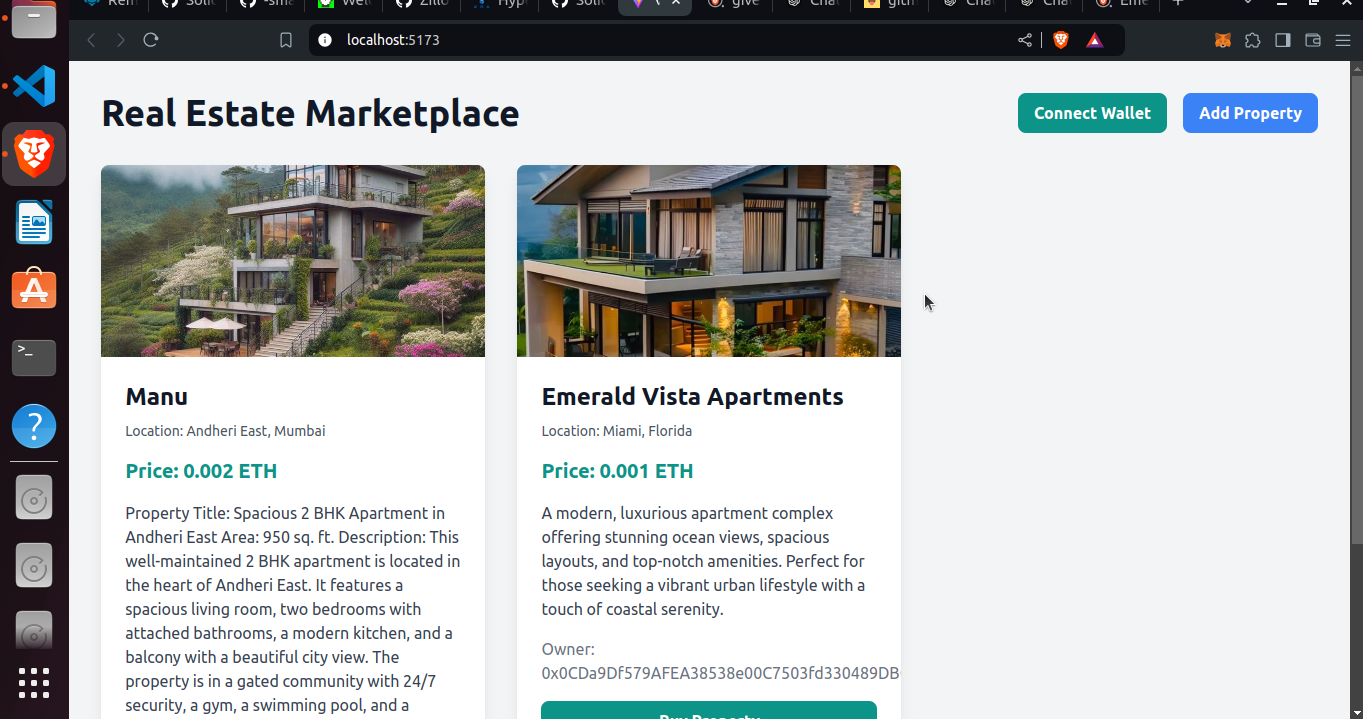 Soli
-sma
Wel
Zillo
Hype
Soli
give
Chat
gith
Chat
Chat
Eme
localhost:5173
Real Estate Marketplace
Connect Wallet
Add Property
Manu
Location: Andheri East, Mumbai
Price: 0.002 ETH
Property Title: Spacious 2 BHK Apartment in
Andheri East Area: 950 sq. ft. Description: This
well-maintained 2 BHK apartment is located in
the heart of Andheri East. It features a
spacious living room, two bedrooms with
attached bathrooms, a modern kitchen, and a
balcony with a beautiful city view. The
property is in a gated community with 24/7
security, a gym, a swimming pool, and a
Emerald Vista Apartments
Location: Miami, Florida
Price: 0.001 ETH
A modern, luxurious apartment complex
offering stunning ocean views, spacious
layouts, and top-notch amenities. Perfect for
those seeking a vibrant urban lifestyle with a
touch of coastal serenity.
Owner:
0x0CDa9Df579AFEA38538e00C7503fd330489DB
Buy Property